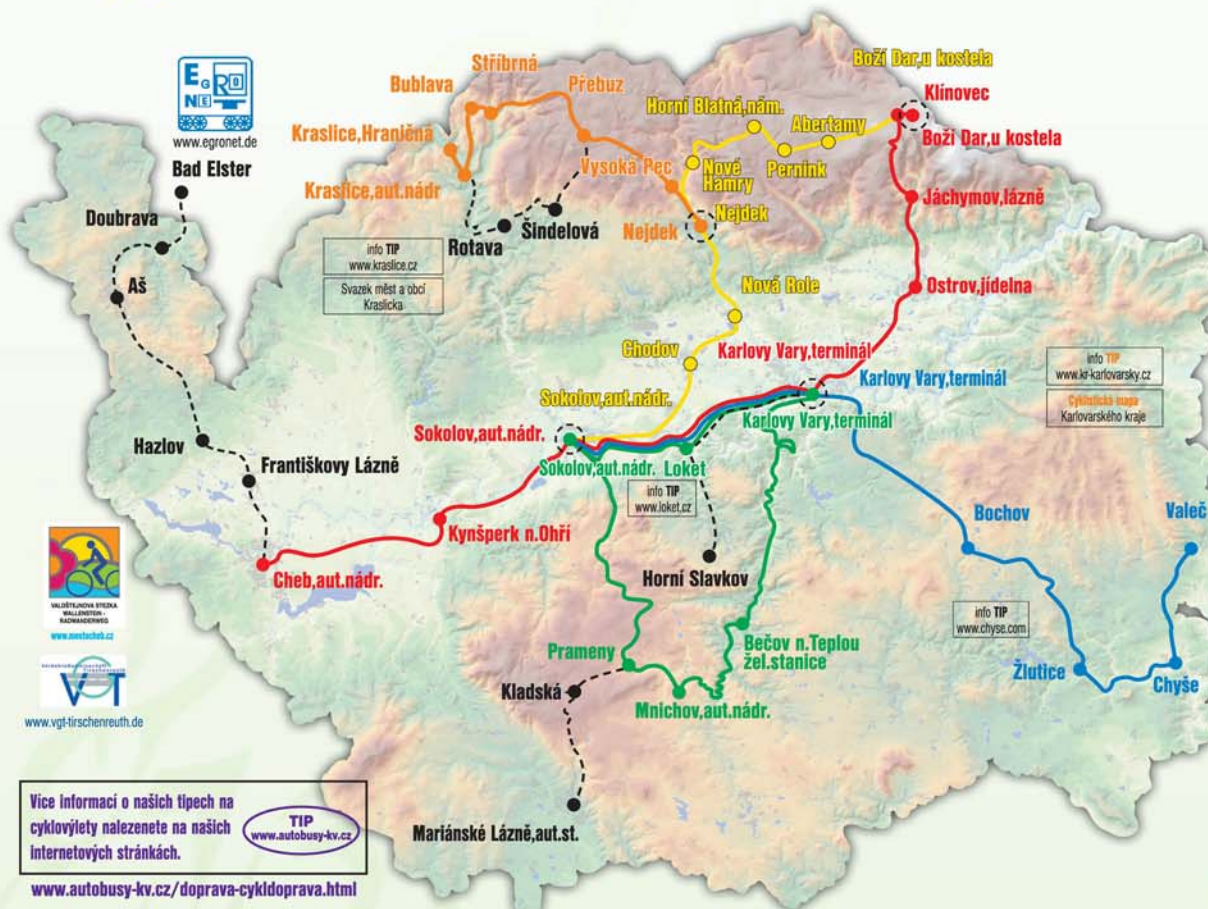 EgroNet
www.egronet.de
Bad Elster
Doubrava
Aš
Hazlov
Františkovy Lázně
Cheb,aut.nádr.
Kynšperk n.Ohří
Sokolov,aut.nádr.
Bublava
Stříbrná
Přebuz
Kraslice,Hraničná
Kraslice,aut.nádr
Vysoká Pec
Rotava
Šindelová
Nejdek
Nejdek
info TIP
www.kraslice.cz
Svazek měst a obcí
Kraslicka
Boží Dar,u kostela
Klínovec
Boží Dar,u kostela
Horní Blatná,nám.
Abertamy
Pernink
Nové
Hamry
Jáchymov,lázně
Ostrov,jídelna
Nová Role
Chodov
Sokolov,aut.nádr.
Karlovy Vary,terminál
Karlovy Vary,terminál
Karlovy Vary,terminál
info TIP
www.kr-karlovarsky.cz
Cyklistická mapa
Karlovarského kraje
Sokolov,aut.nádr.
Loket
info TIP
www.loket.cz
Horní Slavkov
Bochov
Valeč
info TIP
www.chyse.com
Žlutice
Chyše
Prameny
Bečov n.Teplou
žel.stanice
Kladská
Mnichov,aut.nádr.
Mariánské Lázně,aut.st.
VALDŠTEJNOVA STEZKA
WALLENSTEIN -
RADWANDERWEG
www.mestocheb.cz
VGT
www.vgt-tirschenreuth.de
Více informací o našich tipech na
cyklovýlety nalezenete na našich
internetových stránkách.
TIP
www.autobusy-kv.cz
www.autobusy-kv.cz/doprava-cykldoprava.html